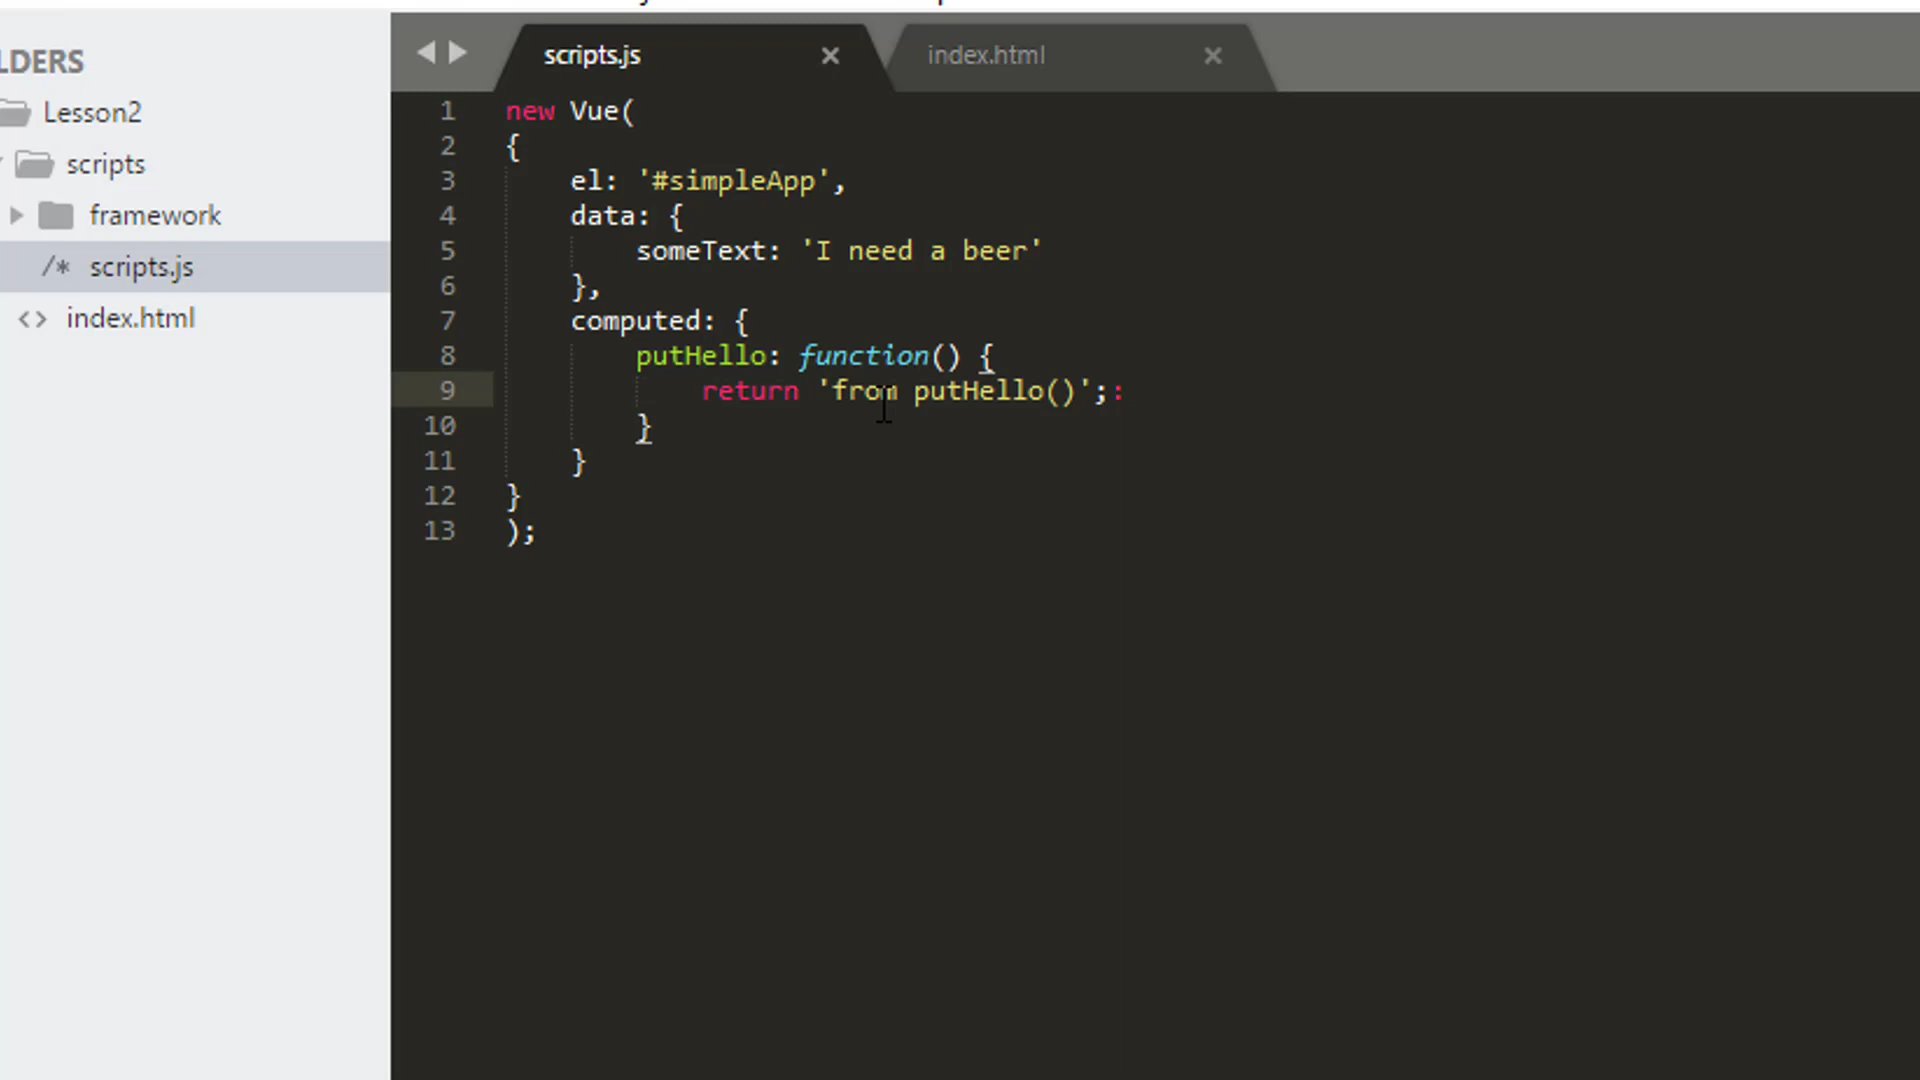 LDERS
Lesson2
scripts
framework
/* scripts.js
<> index.html
scripts.js × index.html ×
1 new Vue(
2 {
3 el: '#simpleApp',
4 data: {
5 someText: 'I need a beer'
6 },
7 computed: {
8 putHello: function() {
9 return 'from putHello()';:
10 }
11 }
12 }
13 );